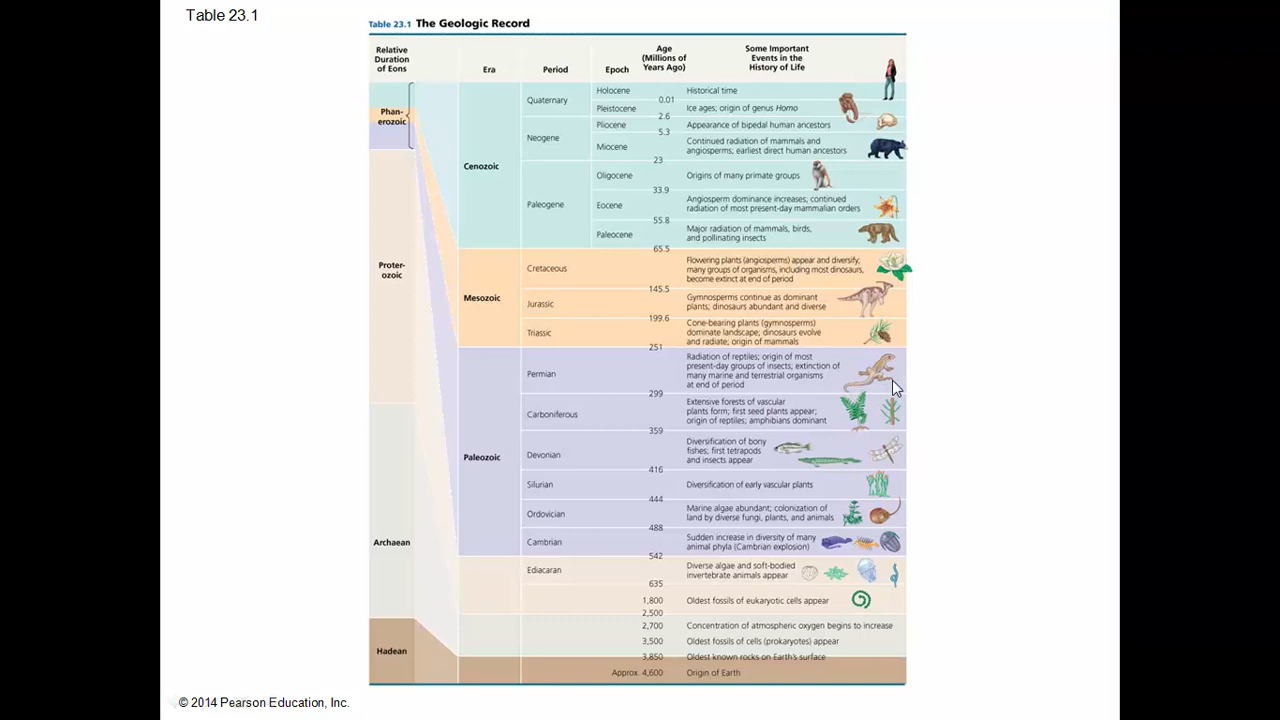 Table 23.1
Table 23.1 The Geologic Record
Relative
Duration
of Eons
Era
Period
Epoch
Age
(Millions of
Years Ago)
Some Important
Events in the
History of Life
Phan-
erozoic
Proter-
ozoic
Archaean
Hadean
Cenozoic
Quaternary
Holocene
Historical time
0.01
Pleistocene
Ice ages; origin of genus Homo
2.6
Neogene
Pliocene
Appearance of bipedal human ancestors
5.3
Miocene
Continued radiation of mammals and
angiosperms; earliest direct human ancestors
23
Paleogene
Oligocene
Origins of many primate groups
33.9
Eocene
Angiosperm dominance increases; continued
radiation of most present-day mammalian orders
55.8
Paleocene
Major radiation of mammals, birds,
and pollinating insects
65.5
Mesozoic
Cretaceous
Flowering plants (angiosperms) appear and diversify;
many groups of organisms, including most dinosaurs,
become extinct at end of period
145.5
Jurassic
Gymnosperms continue as dominant
plants; dinosaurs abundant and diverse
199.6
Triassic
Cone-bearing plants (gymnosperms)
dominate landscape; dinosaurs evolve
and radiate; origin of mammals
251
Paleozoic
Permian
Radiation of reptiles; origin of most
present-day groups of insects; extinction of
many marine and terrestrial organisms
at end of period
299
Carboniferous
Extensive forests of vascular
plants form; first seed plants appear;
origin of reptiles; amphibians dominant
359
Devonian
Diversification of bony
fishes; first tetrapods
and insects appear
416
Silurian
Diversification of early vascular plants
444
Ordovician
Marine algae abundant; colonization of
land by diverse fungi, plants, and animals
488
Cambrian
Sudden increase in diversity of many
animal phyla (Cambrian explosion)
542
Ediacaran
Diverse algae and soft-bodied
invertebrate animals appear
635
1,800
Oldest fossils of eukaryotic cells appear
2,500
2,700
Concentration of atmospheric oxygen begins to increase
3,500
Oldest fossils of cells (prokaryotes) appear
3,850
Oldest known rocks on Earth's surface
Approx. 4,600
Origin of Earth
© 2014 Pearson Education, Inc.